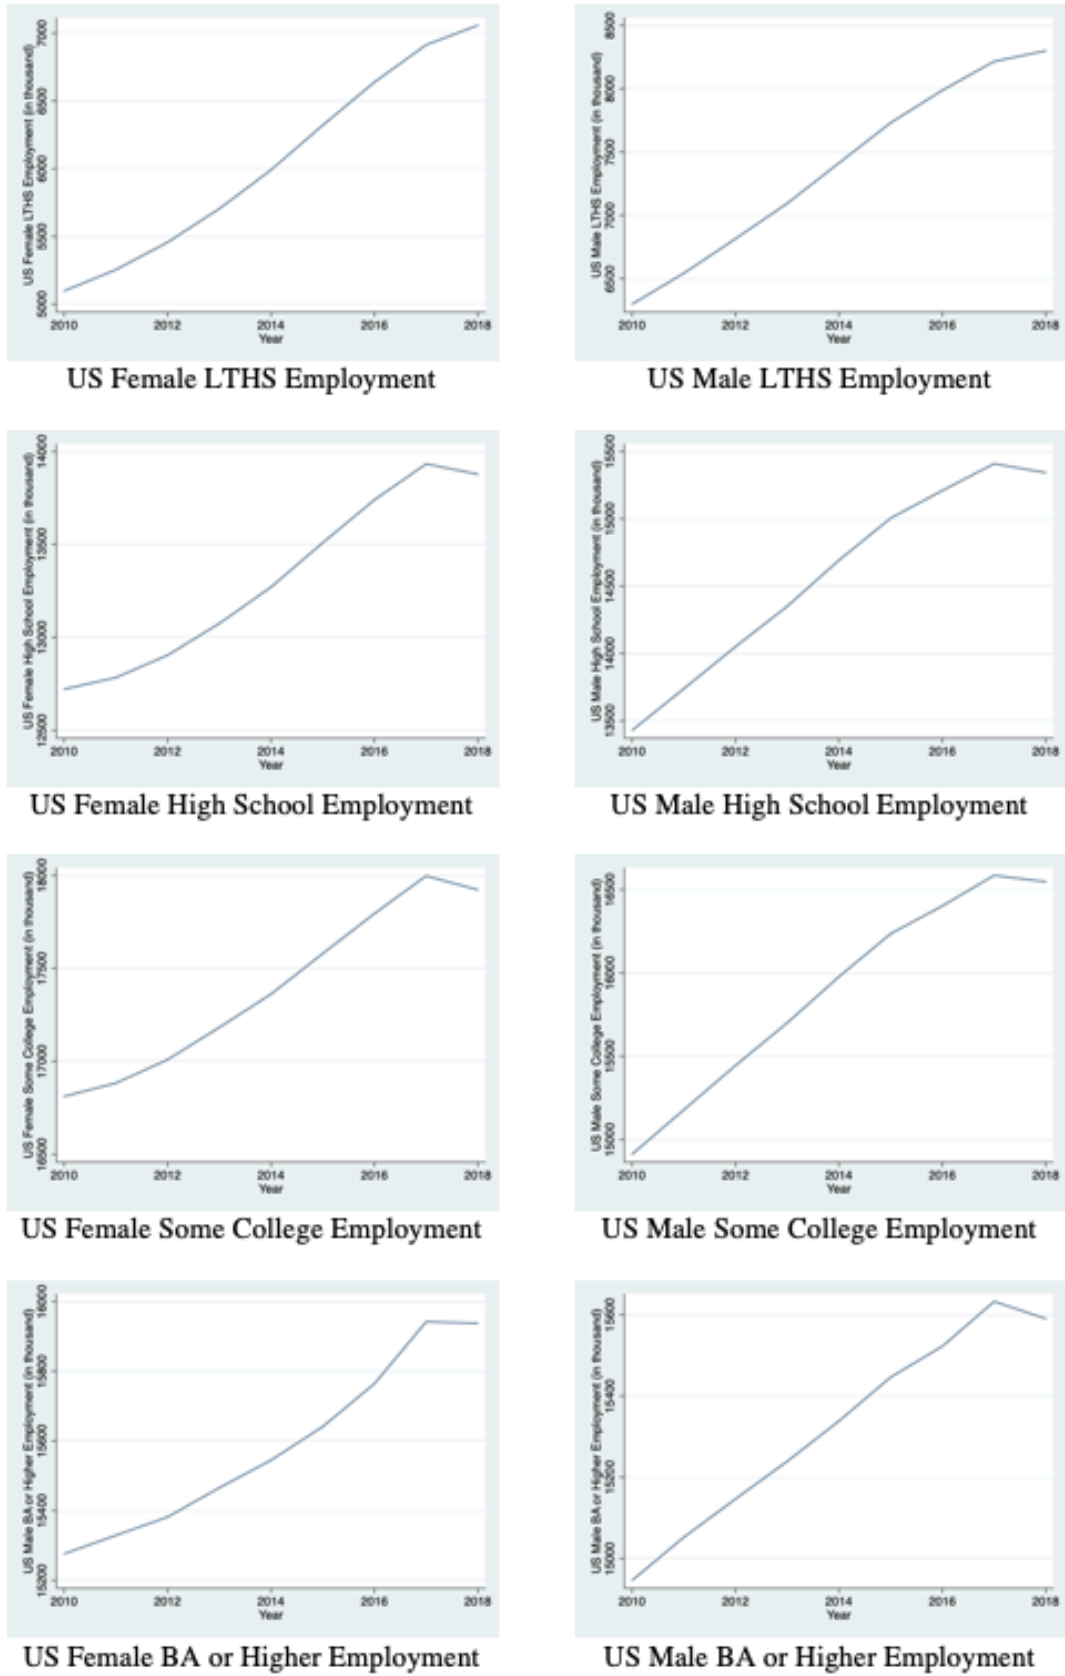 US Female LTHS Employment (in thousand)
7000
6500
6000
5500
5000
2010 2012 2014 2016 2018
Year
US Female LTHS Employment
US Male LTHS Employment (in thousand)
8500
8000
7500
7000
6500
2010 2012 2014 2016 2018
Year
US Male LTHS Employment
US Female High School Employment (in thousand)
14000
13500
13000
12500
2010 2012 2014 2016 2018
Year
US Female High School Employment
US Male High School Employment (in thousand)
15500
15000
14500
14000
13500
2010 2012 2014 2016 2018
Year
US Male High School Employment
US Female Some College Employment (in thousand)
18000
17500
17000
16500
2010 2012 2014 2016 2018
Year
US Female Some College Employment
US Male Some College Employment (in thousand)
16500
16000
15500
15000
2010 2012 2014 2016 2018
Year
US Male Some College Employment
US Male BA or Higher Employment (in thousand)
16000
15800
15600
15400
15200
2010 2012 2014 2016 2018
Year
US Female BA or Higher Employment
US Male BA or Higher Employment (in thousand)
15600
15400
15200
15000
2010 2012 2014 2016 2018
Year
US Male BA or Higher Employment